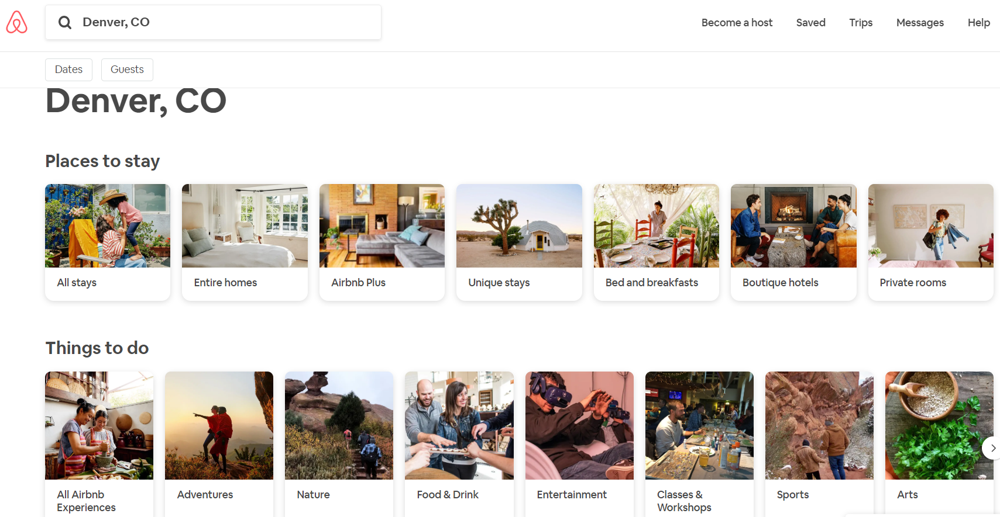 Denver, CO
Become a host
Saved
Trips
Messages
Help
Dates
Guests
Denver, CO
Places to stay
All stays
Entire homes
Airbnb Plus
Unique stays
Bed and breakfasts
Boutique hotels
Private rooms
Things to do
All Airbnb
Experiences
Adventures
Nature
Food & Drink
Entertainment
Classes &
Workshops
Sports
Arts